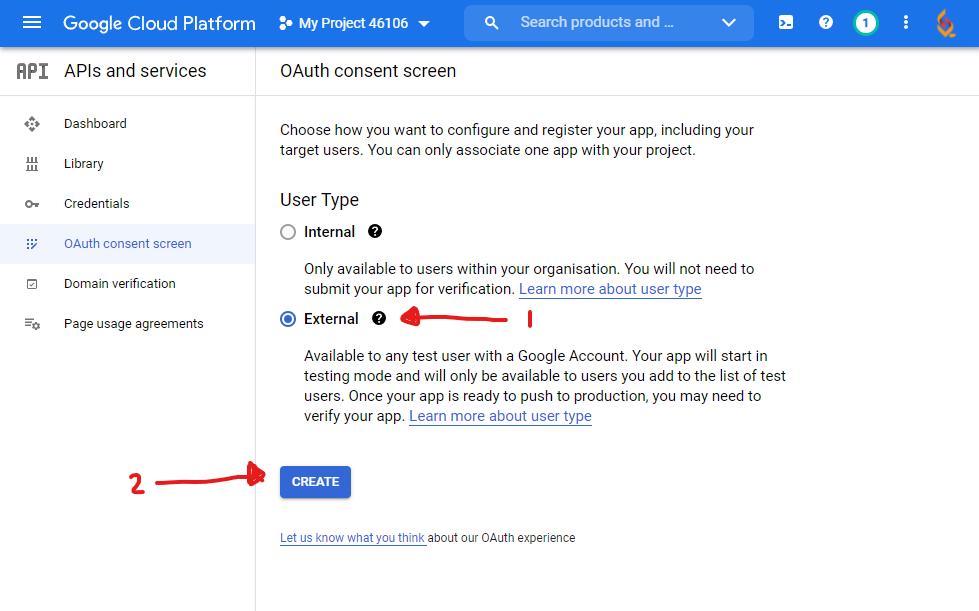 Google Cloud Platform
My Project 46106
Search products and ...
1
API APIs and services
OAuth consent screen
Dashboard
Library
Credentials
OAuth consent screen
Domain verification
Page usage agreements
Choose how you want to configure and register your app, including your
target users. You can only associate one app with your project.
User Type
Internal ?
Only available to users within your organisation. You will not need to
submit your app for verification. Learn more about user type
External ? 1
Available to any test user with a Google Account. Your app will start in
testing mode and will only be available to users you add to the list of test
users. Once your app is ready to push to production, you may need to
verify your app. Learn more about user type
2 CREATE
Let us know what you think about our OAuth experience